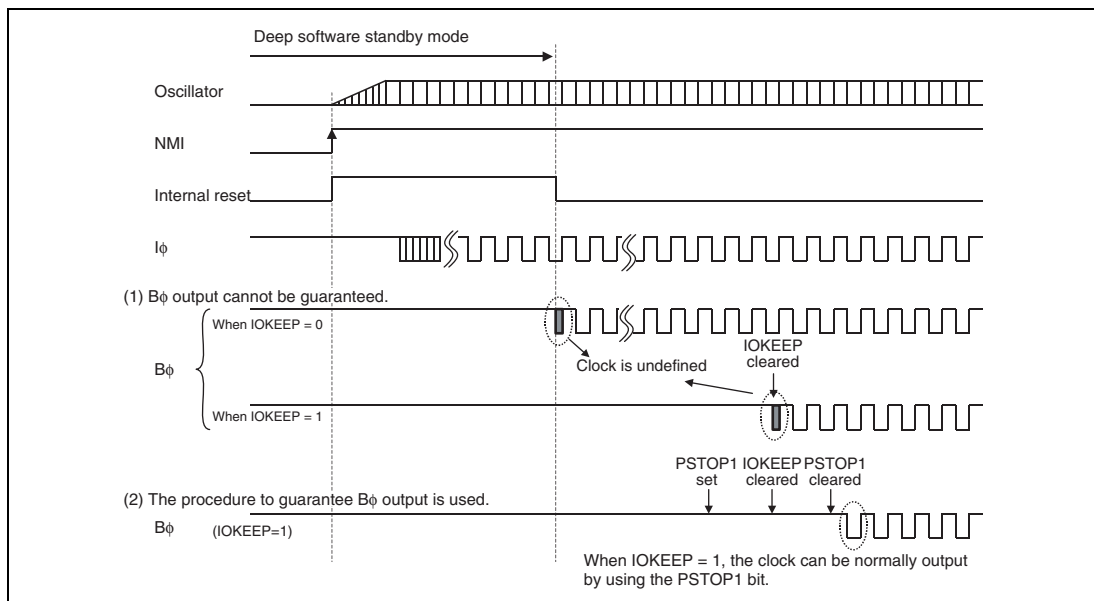 Deep software standby mode
Oscillator
NMI
Internal reset
Iϕ
(1) Bϕ output cannot be guaranteed.
When IOKEEP = 0
IOKEEP
cleared
Clock is undefined
Bϕ
When IOKEEP = 1
PSTOP1 IOKEEP PSTOP1
set cleared cleared
(2) The procedure to guarantee Bϕ output is used.
Bϕ (IOKEEP=1)
When IOKEEP = 1, the clock can be normally output
by using the PSTOP1 bit.